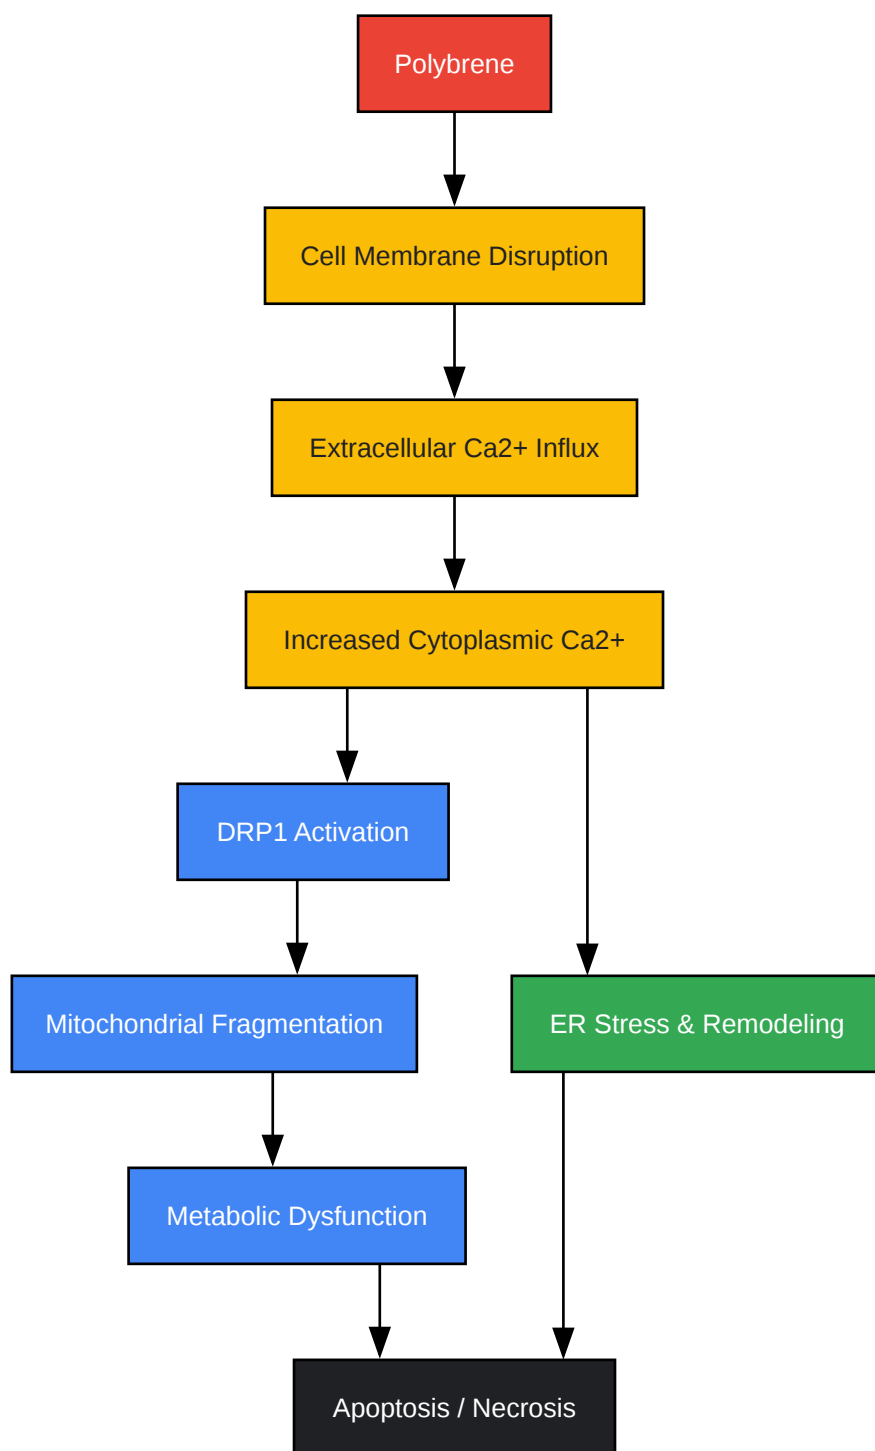 Polybrene
Cell Membrane Disruption
Extracellular Ca2+ Influx
Increased Cytoplasmic Ca2+
DRP1 Activation
Mitochondrial Fragmentation
ER Stress & Remodeling
Metabolic Dysfunction
Apoptosis / Necrosis